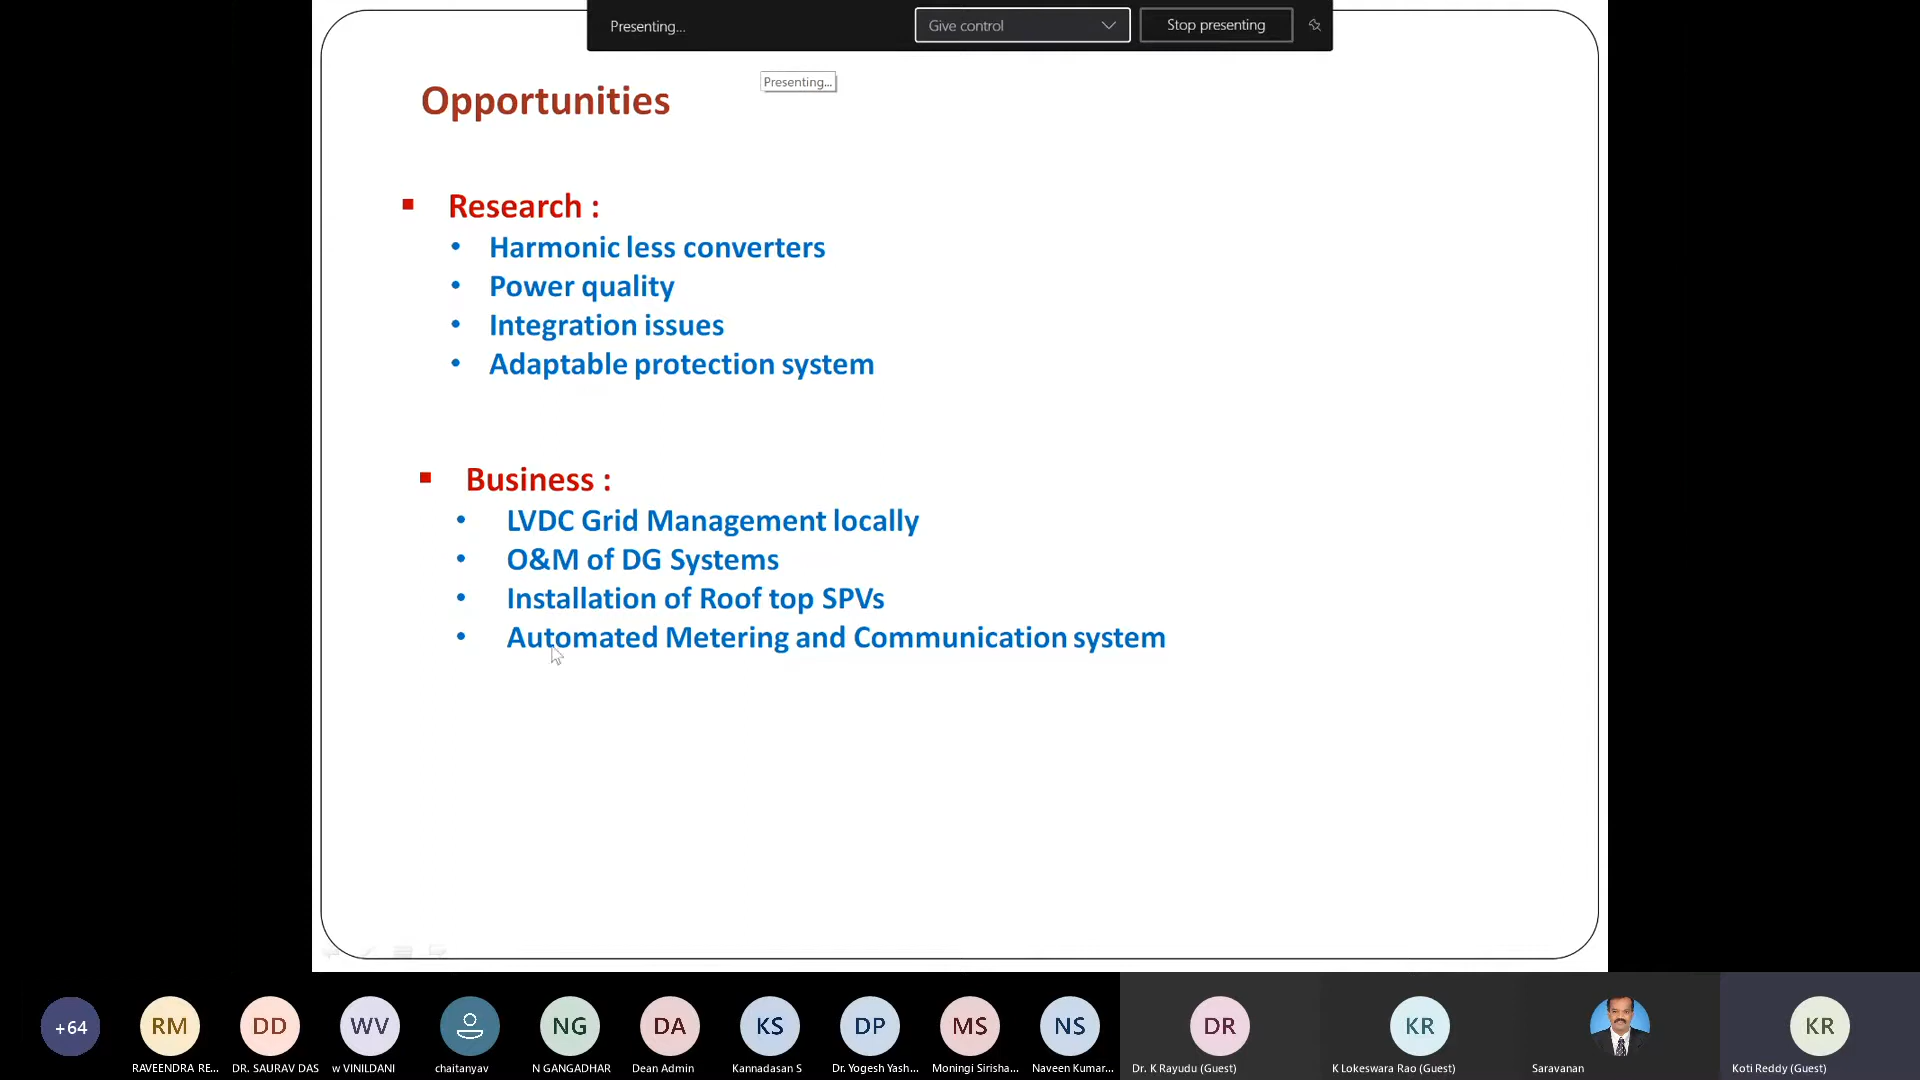 Presenting...
Give control
Stop presenting
Presenting...
Opportunities
Research :
Harmonic less converters
Power quality
Integration issues
Adaptable protection system
Business :
LVDC Grid Management locally
O&M of DG Systems
Installation of Roof top SPVs
Automated Metering and Communication system
+64 RM DD WV NG DA KS DP MS NS DR KR KR
RAVEENDRA RE... DR. SAURAV DAS w VINILDANI chaitanyav N GANGADHAR Dean Admin Kannadasan S Dr. Yogesh Yash... Moningi Sirisha... Naveen Kumar... Dr. K Rayudu (Guest) K Lokeswara Rao (Guest) Saravanan Koti Reddy (Guest)